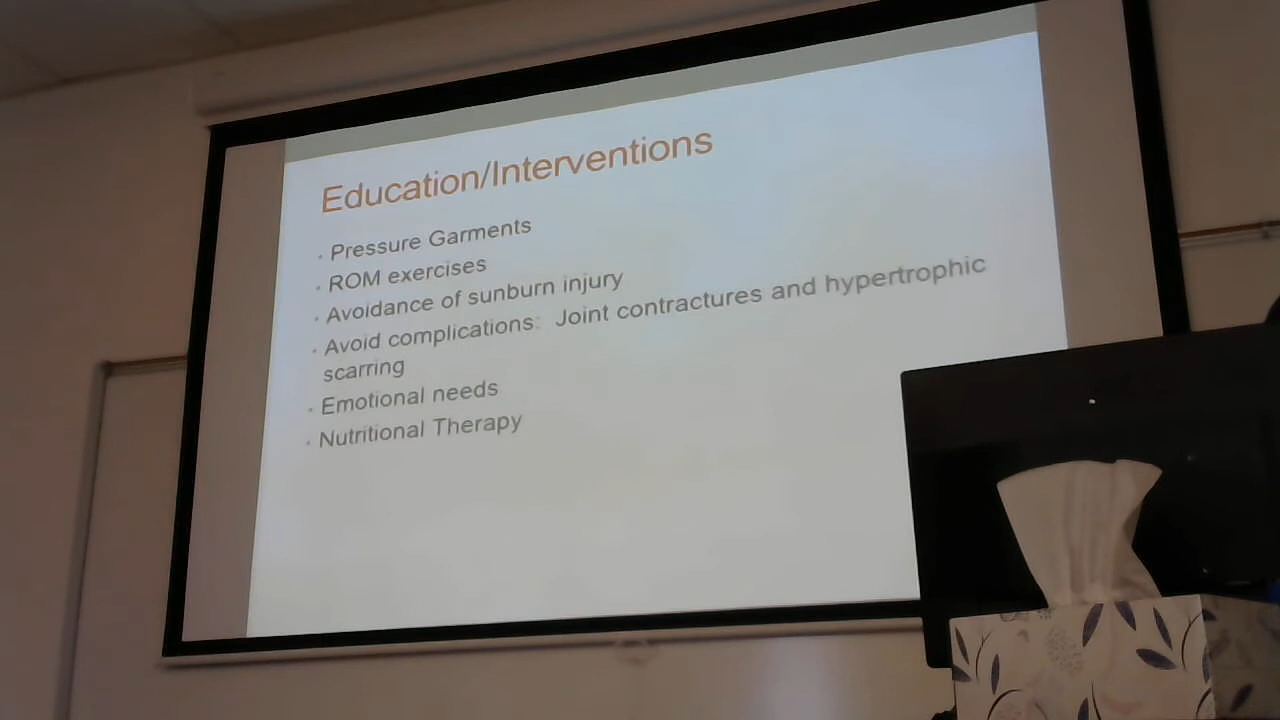 Education/Interventions
• Pressure Garments
• ROM exercises
• Avoidance of sunburn injury
• Avoid complications: Joint contractures and hypertrophic
scarring
• Emotional needs
• Nutritional Therapy